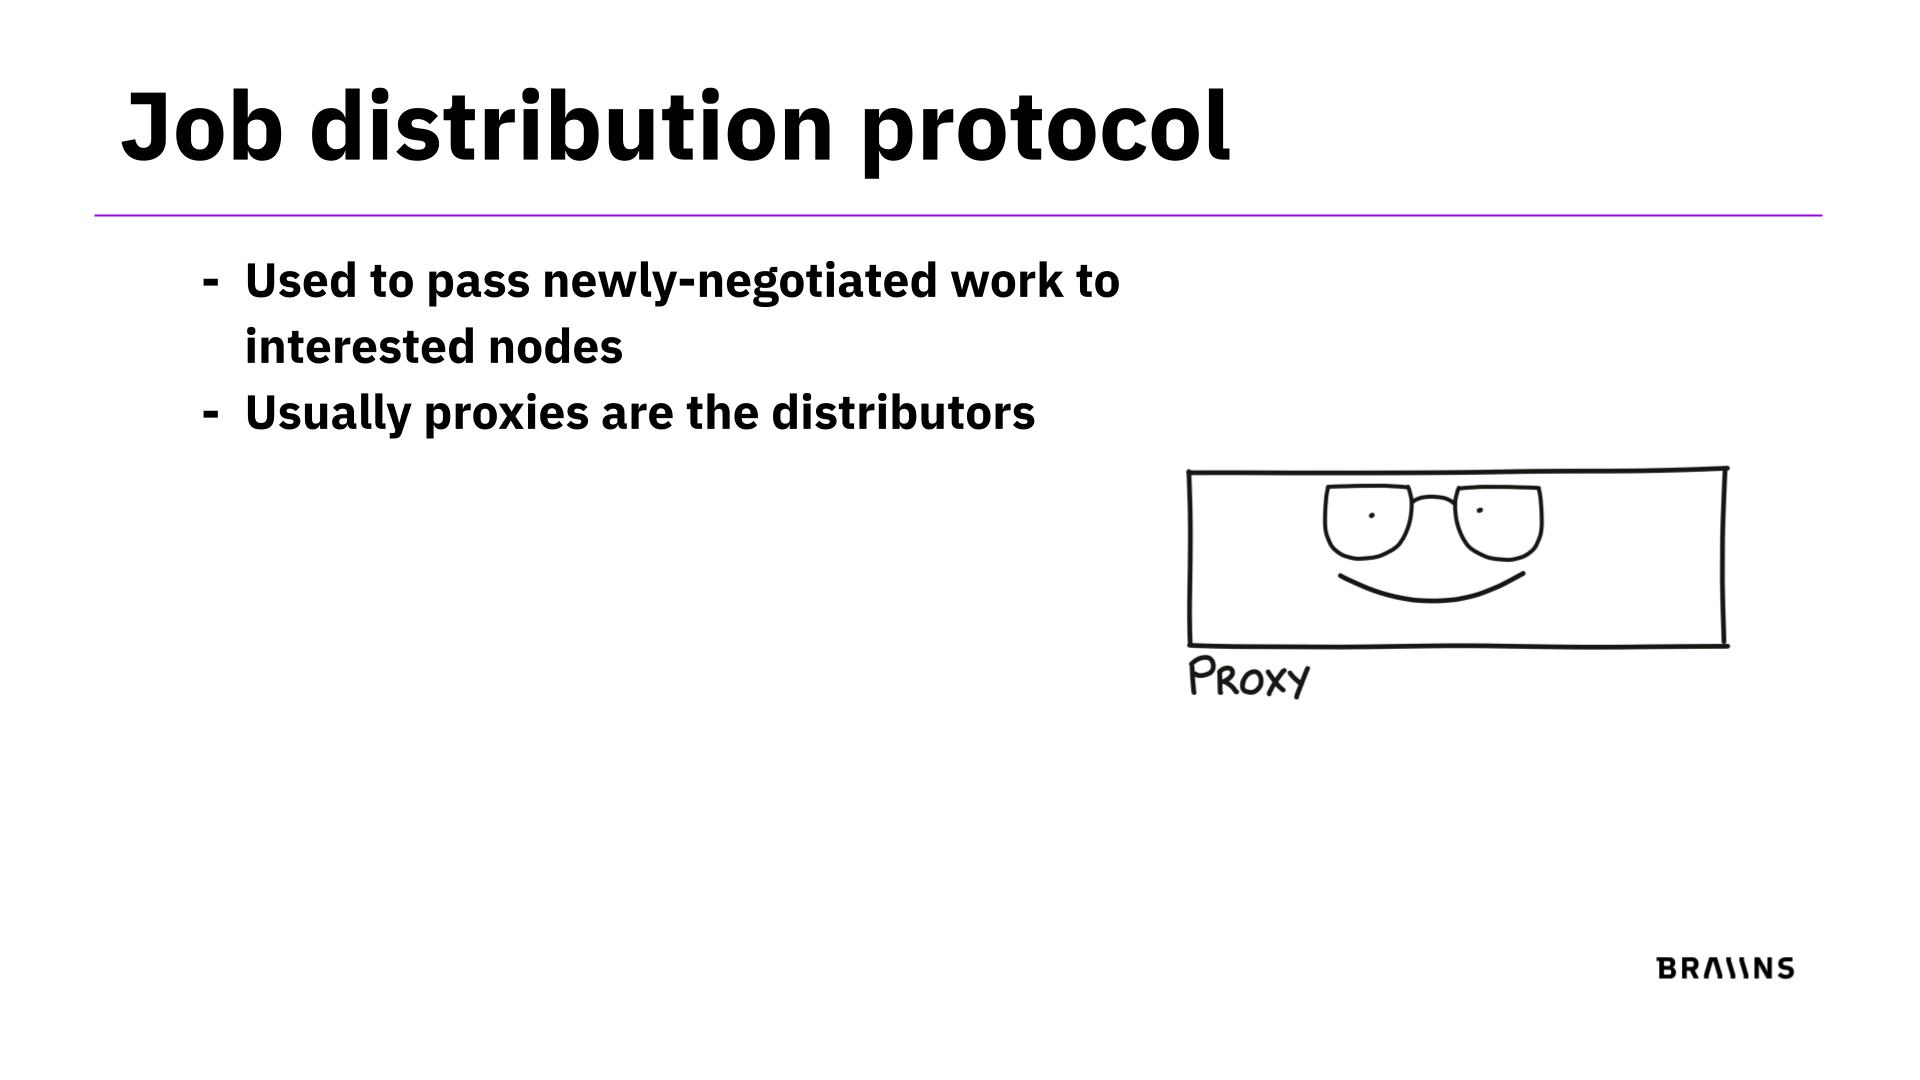 Job distribution protocol
- Used to pass newly-negotiated work to
interested nodes
- Usually proxies are the distributors
PROXY
BRAIINS